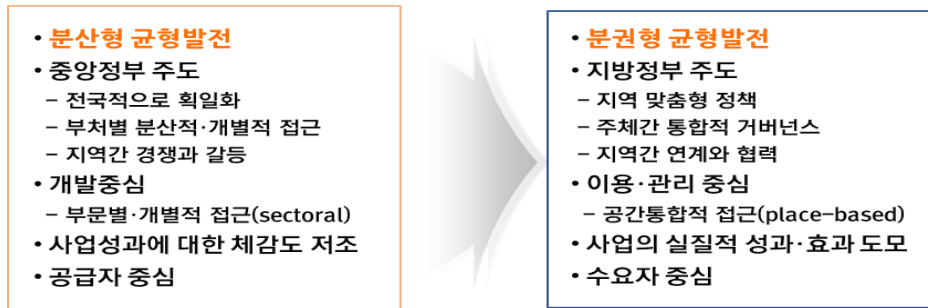 • 분산형 균형발전
• 중앙정부 주도
– 전국적으로 획일화
– 부처별 분산적·개별적 접근
– 지역간 경쟁과 갈등
• 개발중심
– 부문별·개별적 접근(sectoral)
• 사업성과에 대한 체감도 저조
• 공급자 중심
• 분권형 균형발전
• 지방정부 주도
– 지역 맞춤형 정책
– 주체간 통합적 거버넌스
– 지역간 연계와 협력
• 이용·관리 중심
– 공간통합적 접근(place–based)
• 사업의 실질적 성과·효과 도모
• 수요자 중심